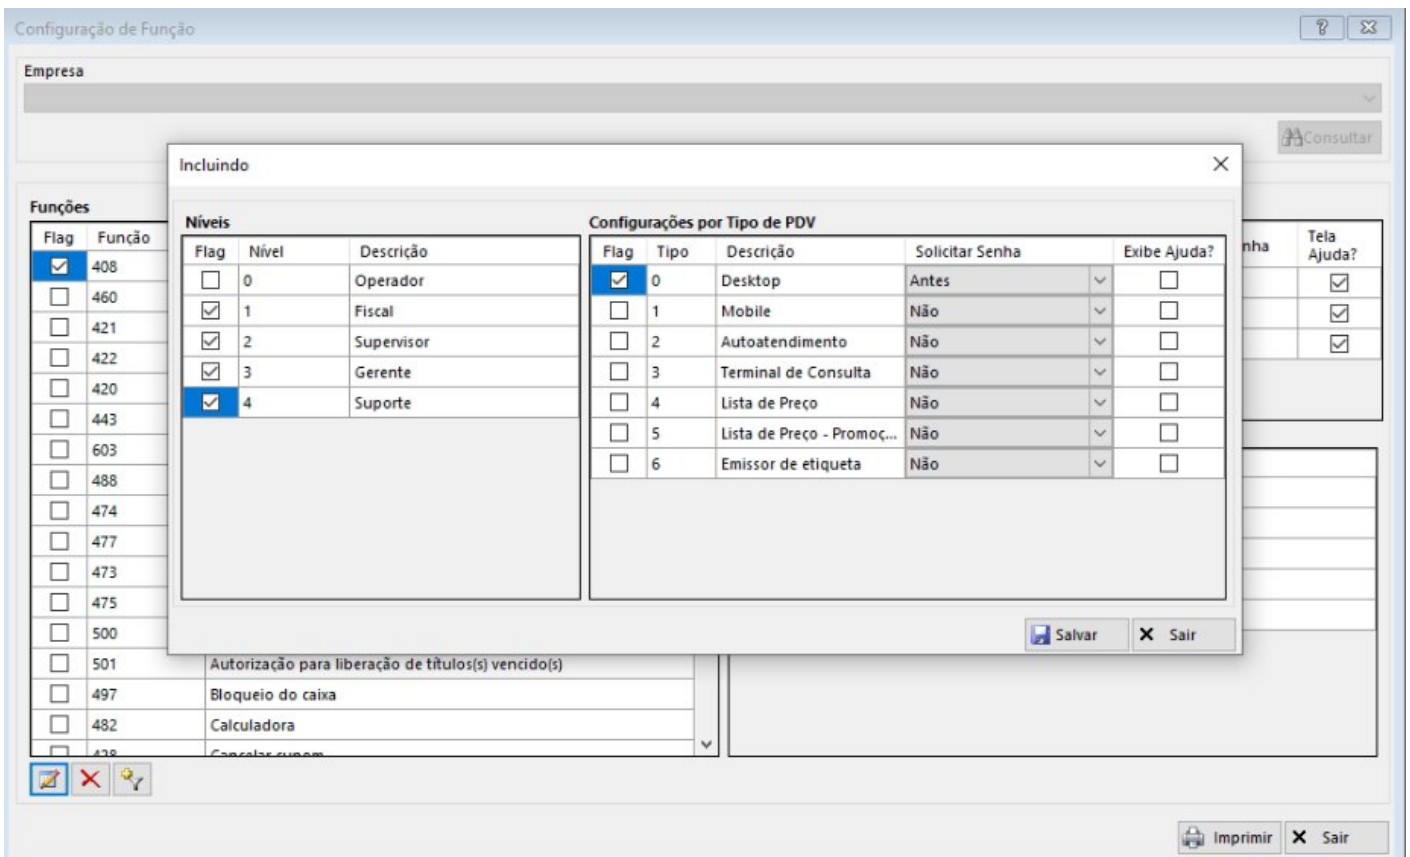 Configuração de Função
Empresa
Consultar
Incluindo
Funções
Níveis
Configurações por Tipo de PDV
Flag Função
Flag Nível Descrição
Flag Tipo Descrição Solicitar Senha Exibe Ajuda?
Tela Ajuda?
408
0 Operador
0 Desktop Antes
460
1 Fiscal
1 Mobile Não
421
2 Supervisor
2 Autoatendimento Não
422
3 Gerente
3 Terminal de Consulta Não
420
4 Suporte
4 Lista de Preço Não
443
5 Lista de Preço - Promoç... Não
603
6 Emissor de etiqueta Não
488
474
477
473
475
500
Salvar Sair
501 Autorização para liberação de títulos(s) vencido(s)
497 Bloqueio do caixa
482 Calculadora
428 Cancelar cupom
Imprimir Sair